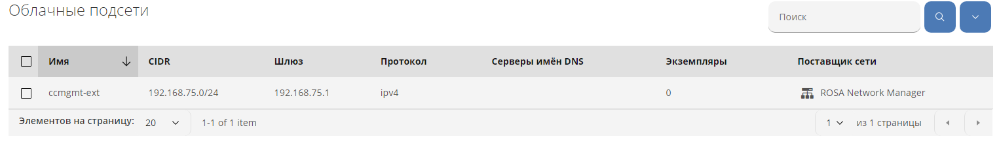 Облачные подсети
Поиск
Имя CIDR Шлюз Протокол Серверы имён DNS Экземпляры Поставщик сети
ccmgmt-ext 192.168.75.0/24 192.168.75.1 ipv4 0 ROSA Network Manager
Элементов на страницу: 20 1-1 of 1 item 1 из 1 страницы